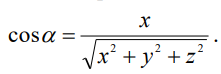 cosα = x / √(x² + y² + z²) .